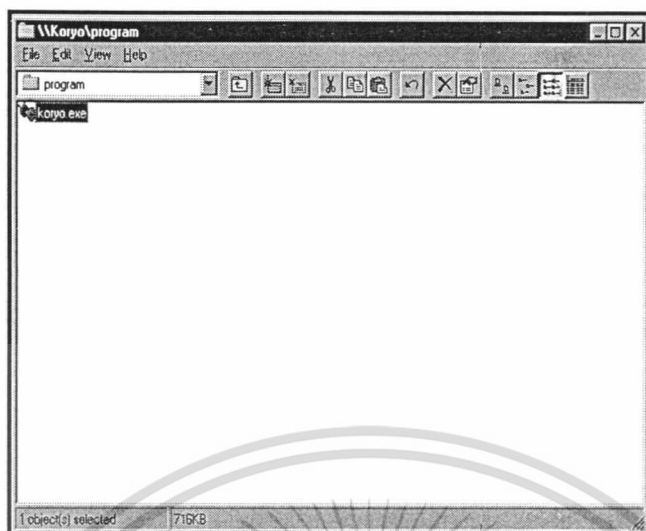 \\Koryo\program
File Edit View Help
program
koryo.exe
1 object(s) selected 716KB